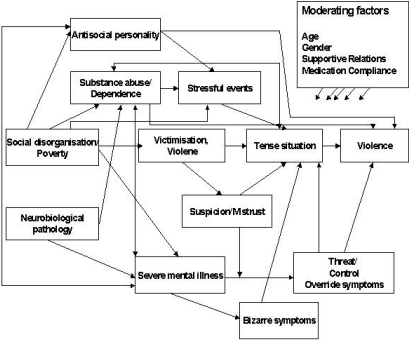 Moderating factors
Age
Gender
Supportive Relations
Medication Compliance
Antisocial personality
Substance abuse/
Dependence
Stressful events
Social disorganisation/
Poverty
Victimisation,
Violene
Tense situation
Violence
Suspicion/Mistrust
Neurobiological
pathology
Severe mental illness
Threat/
Control
Override symptoms
Bizarre symptoms